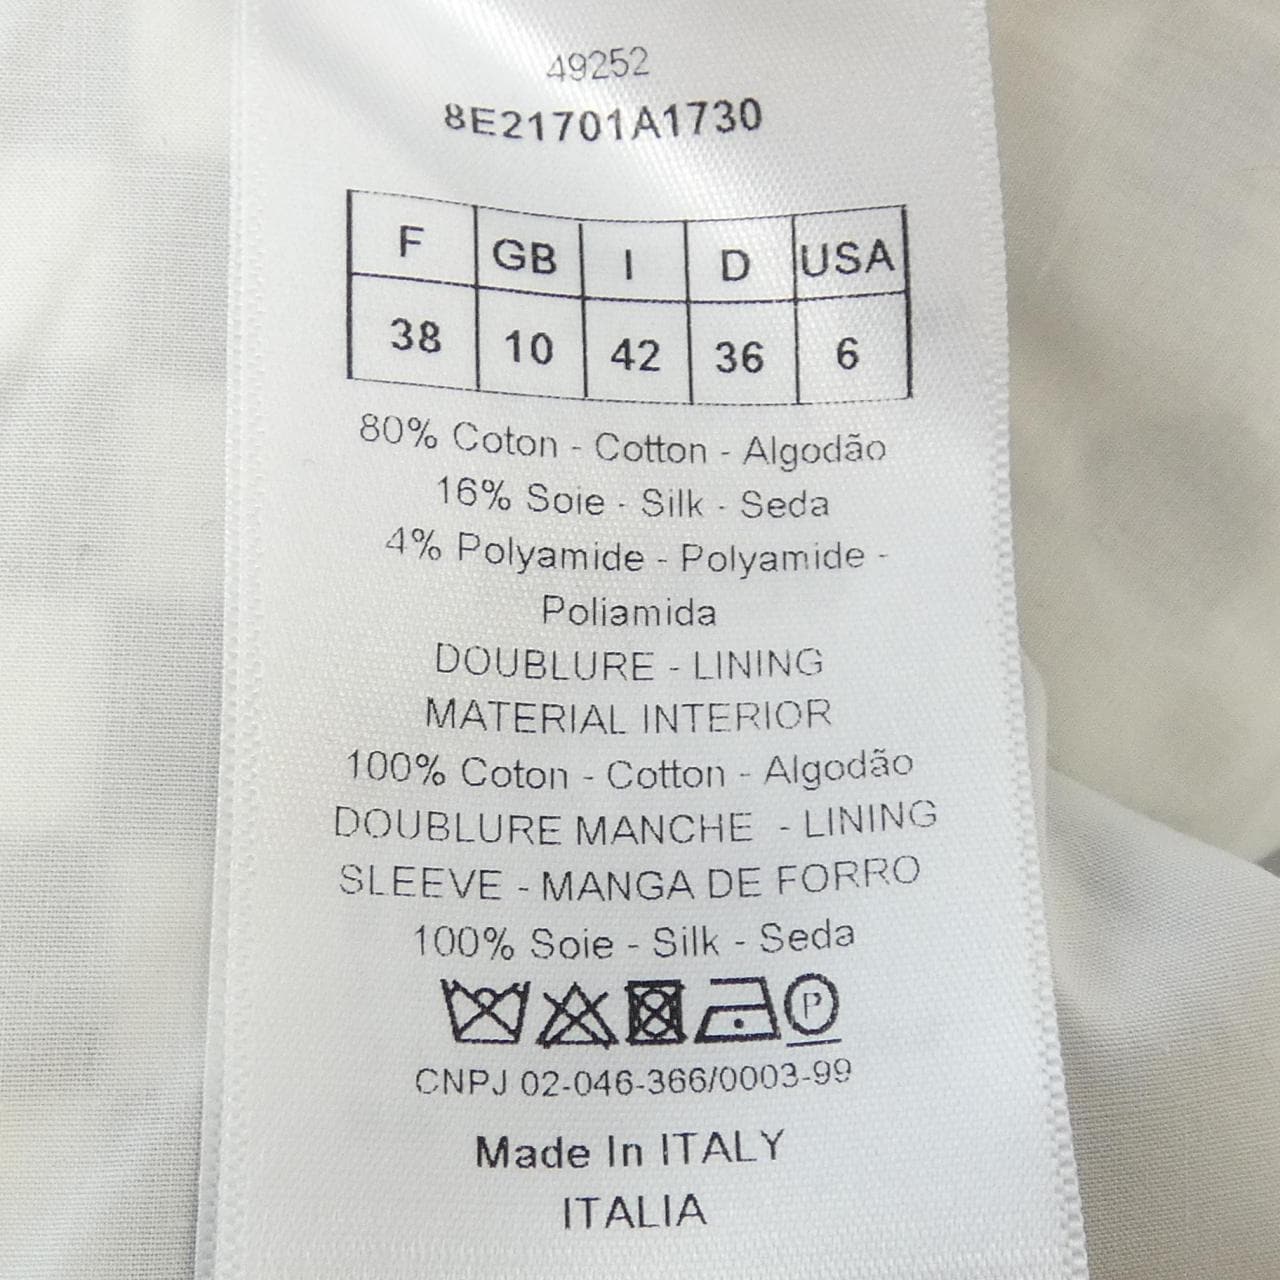 49252
8E21701A1730
F GB I D USA
38 10 42 36 6
80% Coton - Cotton - Algodão
16% Soie - Silk - Seda
4% Polyamide - Polyamide -
Poliamida
DOUBLURE - LINING
MATERIAL INTERIOR
100% Coton - Cotton - Algodão
DOUBLURE MANCHE - LINING
SLEEVE - MANGA DE FORRO
100% Soie - Silk - Seda
P
CNPJ 02-046-366/0003-99
Made In ITALY
ITALIA